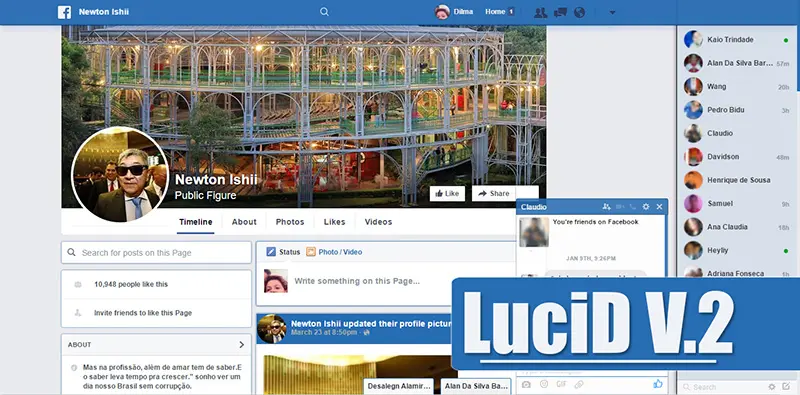 Newton Ishii
Dilma
Home 1
Newton Ishii
Public Figure
Like
Share
Timeline
About
Photos
Likes
Videos
Search for posts on this Page
10,948 people like this
Invite friends to like this Page
ABOUT
Mas na profissão, além de amar tem de saber.E
o saber leva tempo pra crescer." sonho ver um
dia nosso Brasil sem corrupção.
Status
Photo / Video
Write something on this Page...
Newton Ishii updated their profile pictur
March 23 at 8:50pm ·
Desalegn Alamir...
Alan Da Silva Ba
Claudio
You're friends on Facebook
JAN 9TH, 9:26PM
LuciD V.2
Kaio Trindade
Alan Da Silva Bar... 57m
Wang 20h
Pedro Bidu 3h
Claudio
Davidson 48m
Henrique de Sousa
Samuel 9h
Ana Claudia 18h
Heyliy
Adriana Fonseca 5h
Search